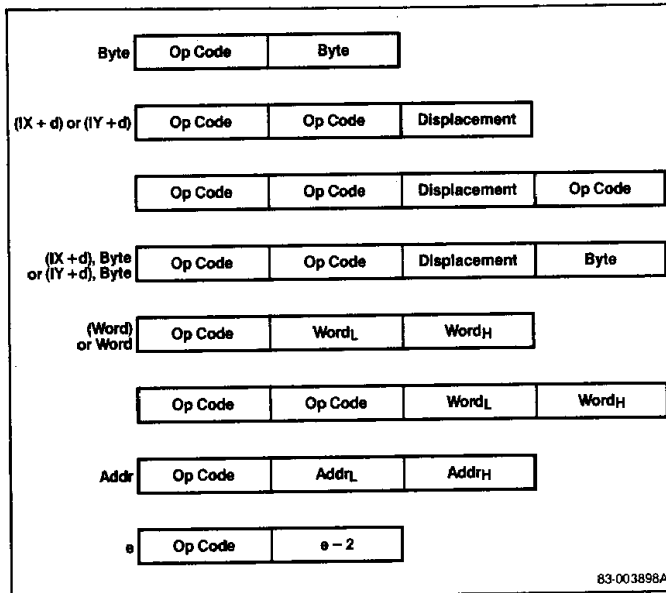 Byte Op Code Byte
(IX + d) or (IY + d) Op Code Op Code Displacement
Op Code Op Code Displacement Op Code
(IX + d), Byte
or (IY + d), Byte Op Code Op Code Displacement Byte
(Word)
or Word Op Code WordL WordH
Op Code Op Code WordL WordH
Addr Op Code AddrL AddrH
e Op Code e – 2
83-003898A